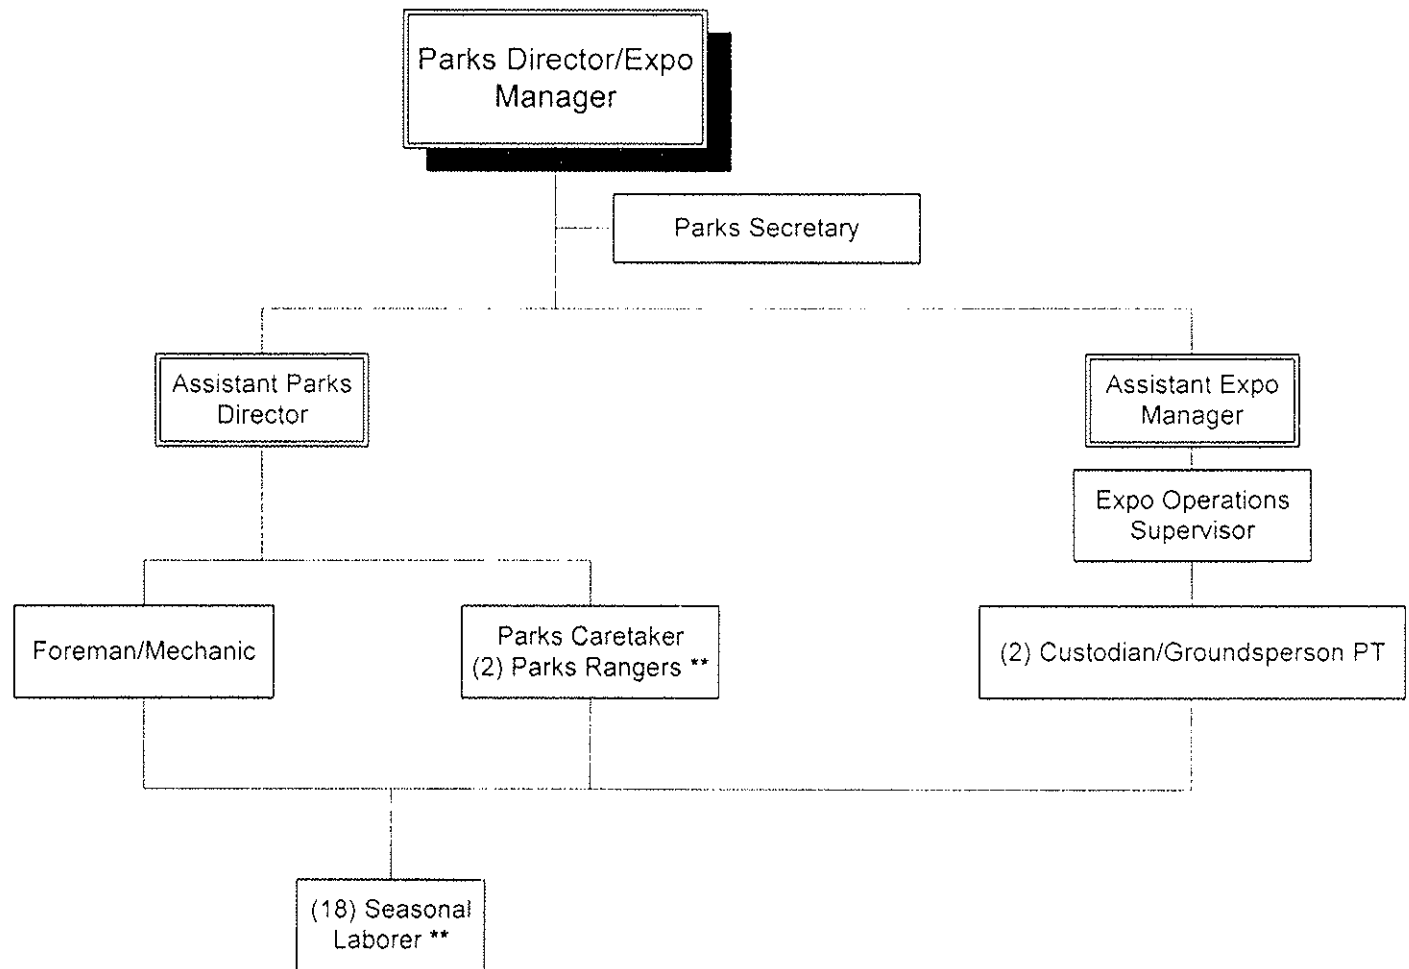 Parks Director/Expo
Manager
Parks Secretary
Assistant Parks
Director
Assistant Expo
Manager
Expo Operations
Supervisor
Foreman/Mechanic
Parks Caretaker
(2) Parks Rangers **
(2) Custodian/Groundsperson PT
(18) Seasonal
Laborer **